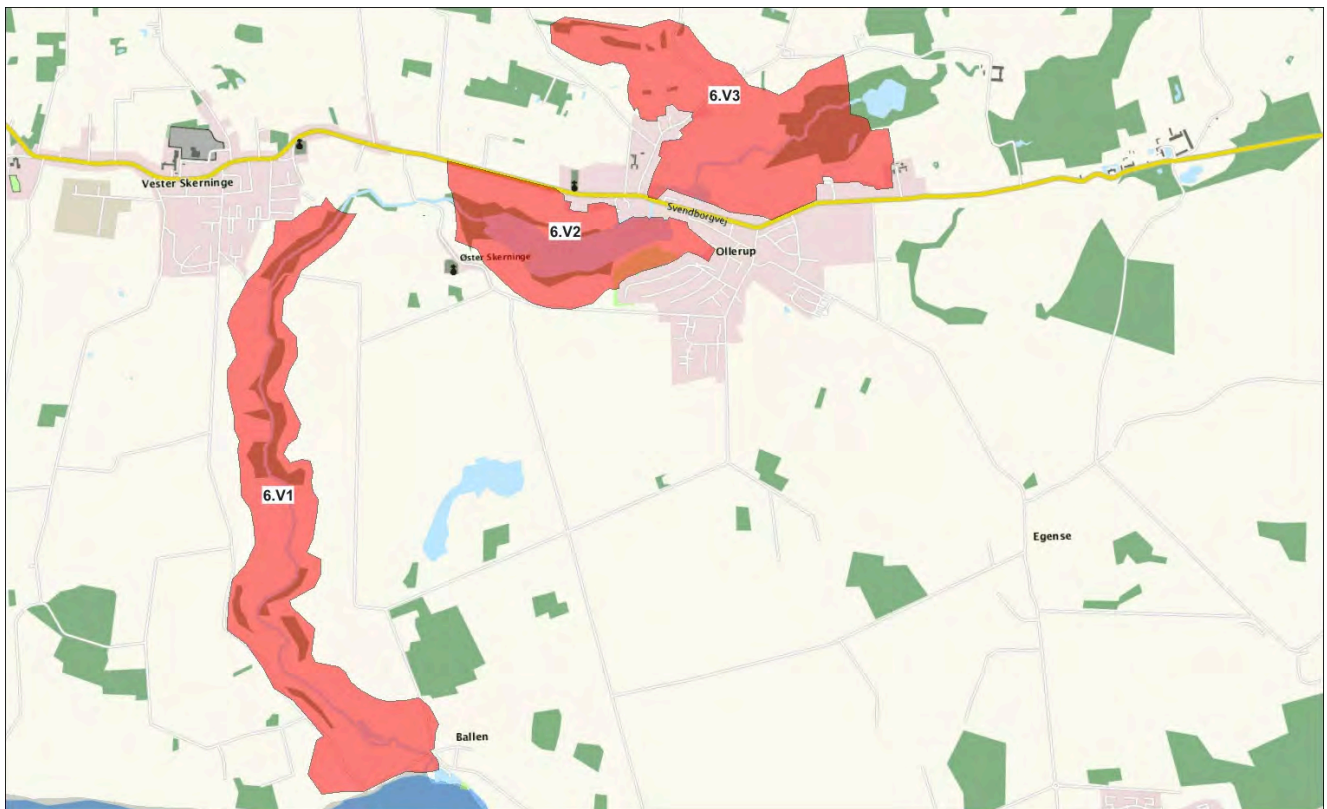 6.V3
Vester Skerninge
Svendborgvej
6.V2
Ollerup
Øster Skerninge
6.V1
Egense
Ballen